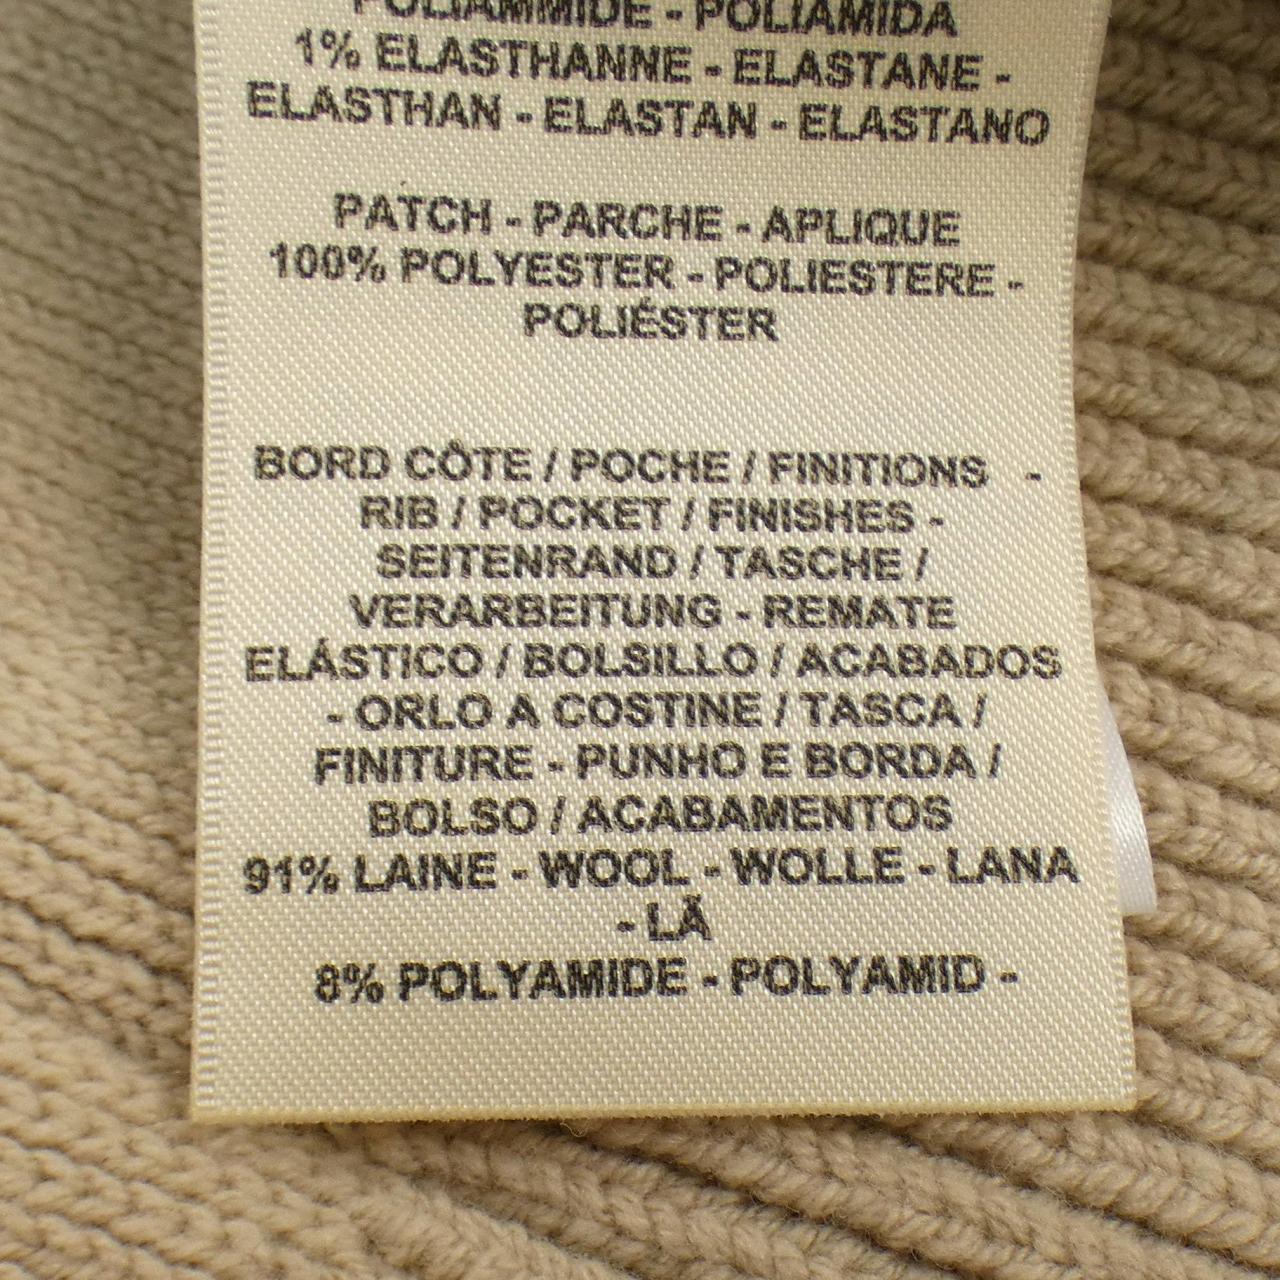 POLIAMMIDE - POLIAMIDA
1% ELASTHANNE - ELASTANE -
ELASTHAN - ELASTAN - ELASTANO
PATCH - PARCHE - APLIQUE
100% POLYESTER - POLIESTERE -
POLIÉSTER
BORD CÔTE / POCHE / FINITIONS -
RIB / POCKET / FINISHES -
SEITENRAND / TASCHE /
VERARBEITUNG - REMATE
ELÁSTICO / BOLSILLO / ACABADOS
- ORLO A COSTINE / TASCA /
FINITURE - PUNHO E BORDA /
BOLSO / ACABAMENTOS
91% LAINE - WOOL - WOLLE - LANA
- LÃ
8% POLYAMIDE - POLYAMID -